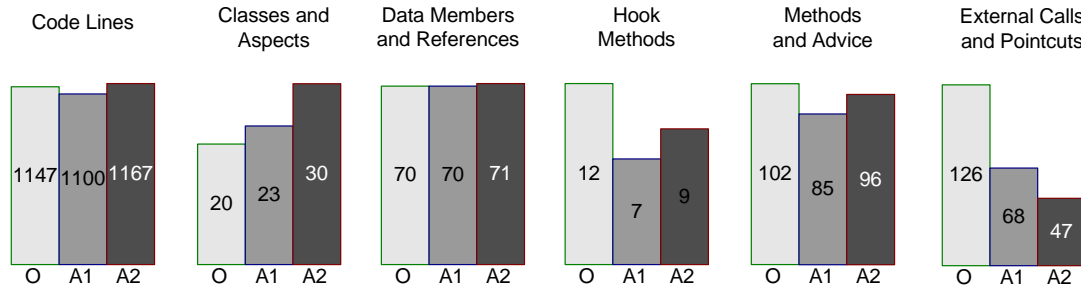 Code Lines
Classes and
Aspects
Data Members
and References
Hook
Methods
Methods
and Advice
External Calls
and Pointcuts
1147 1100 1167
O A1 A2
20 23 30
O A1 A2
70 70 71
O A1 A2
12 7 9
O A1 A2
102 85 96
O A1 A2
126 68 47
O A1 A2